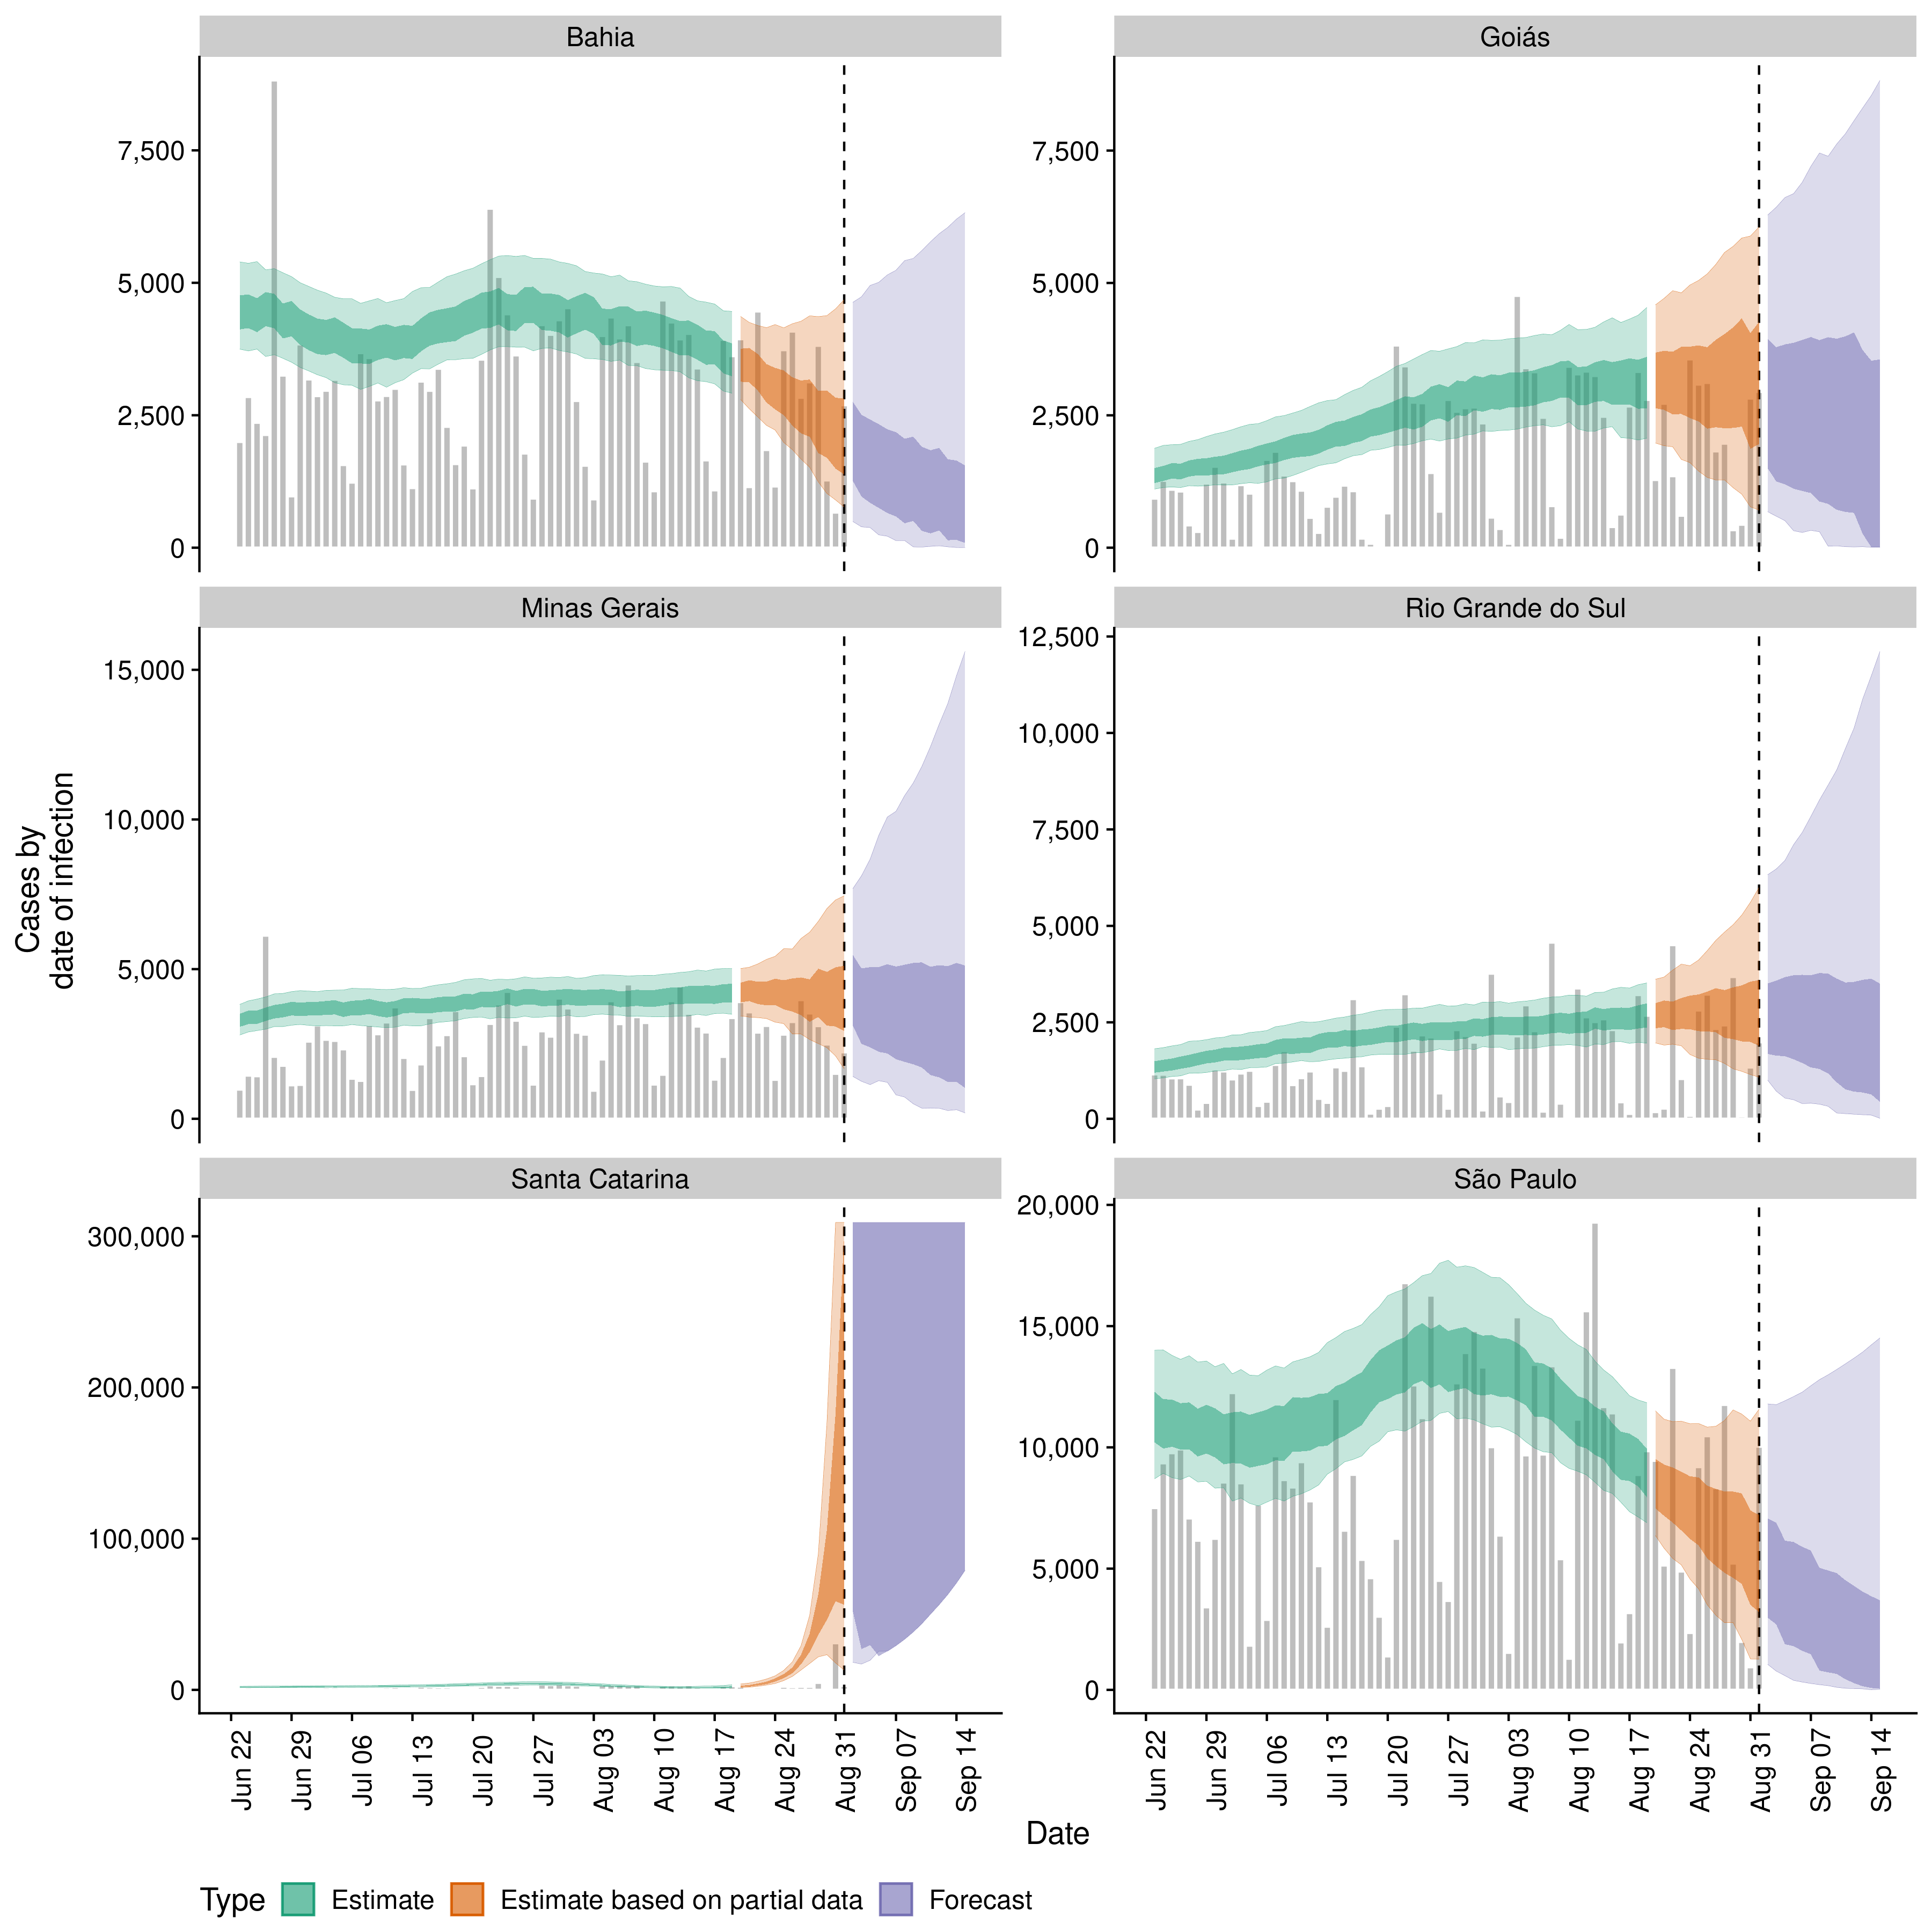 Bahia
Goiás
7,500
5,000
2,500
0
7,500
5,000
2,500
0
Minas Gerais
Rio Grande do Sul
15,000
10,000
5,000
0
12,500
10,000
7,500
5,000
2,500
0
Cases by
date of infection
Santa Catarina
São Paulo
300,000
200,000
100,000
0
20,000
15,000
10,000
5,000
0
Jun 22
Jun 29
Jul 06
Jul 13
Jul 20
Jul 27
Aug 03
Aug 10
Aug 17
Aug 24
Aug 31
Sep 07
Sep 14
Jun 22
Jun 29
Jul 06
Jul 13
Jul 20
Jul 27
Aug 03
Aug 10
Aug 17
Aug 24
Aug 31
Sep 07
Sep 14
Date
Type Estimate Estimate based on partial data Forecast